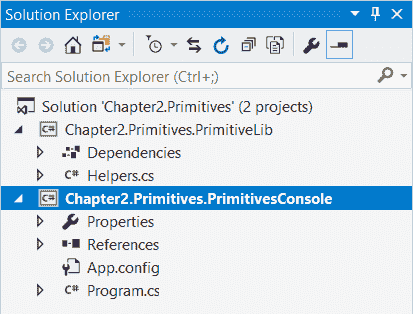 Solution Explorer
Search Solution Explorer (Ctrl+;)
Solution 'Chapter2.Primitives' (2 projects)
C# Chapter2.Primitives.PrimitiveLib
Dependencies
C# Helpers.cs
C# Chapter2.Primitives.PrimitivesConsole
Properties
References
App.config
C# Program.cs